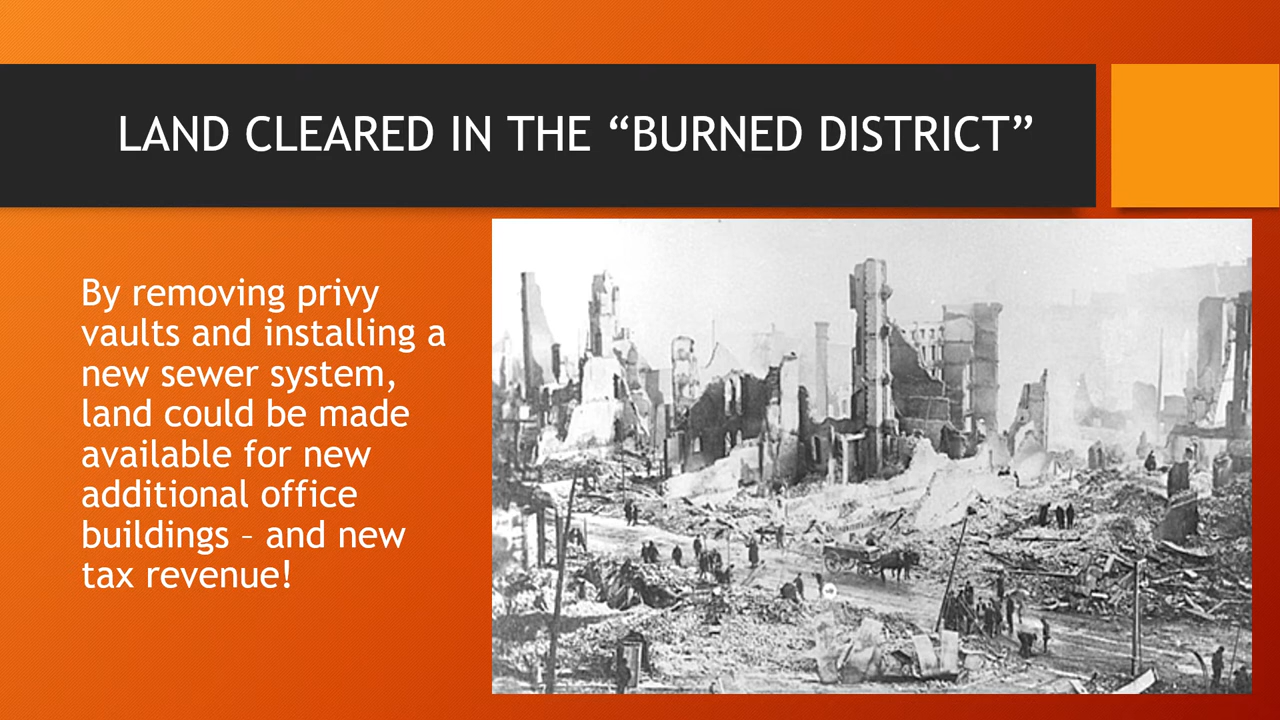 LAND CLEARED IN THE “BURNED DISTRICT”
By removing privy
vaults and installing a
new sewer system,
land could be made
available for new
additional office
buildings – and new
tax revenue!